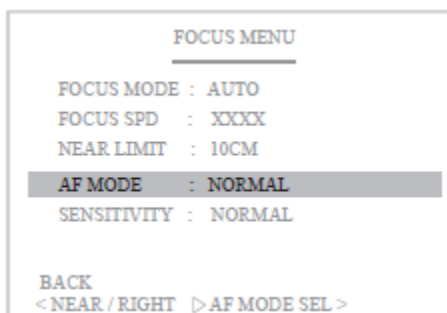 FOCUS MENU
FOCUS MODE : AUTO
FOCUS SPD : XXXX
NEAR LIMIT : 10CM
AF MODE : NORMAL
SENSITIVITY : NORMAL
BACK
< NEAR / RIGHT ▷ AF MODE SEL >